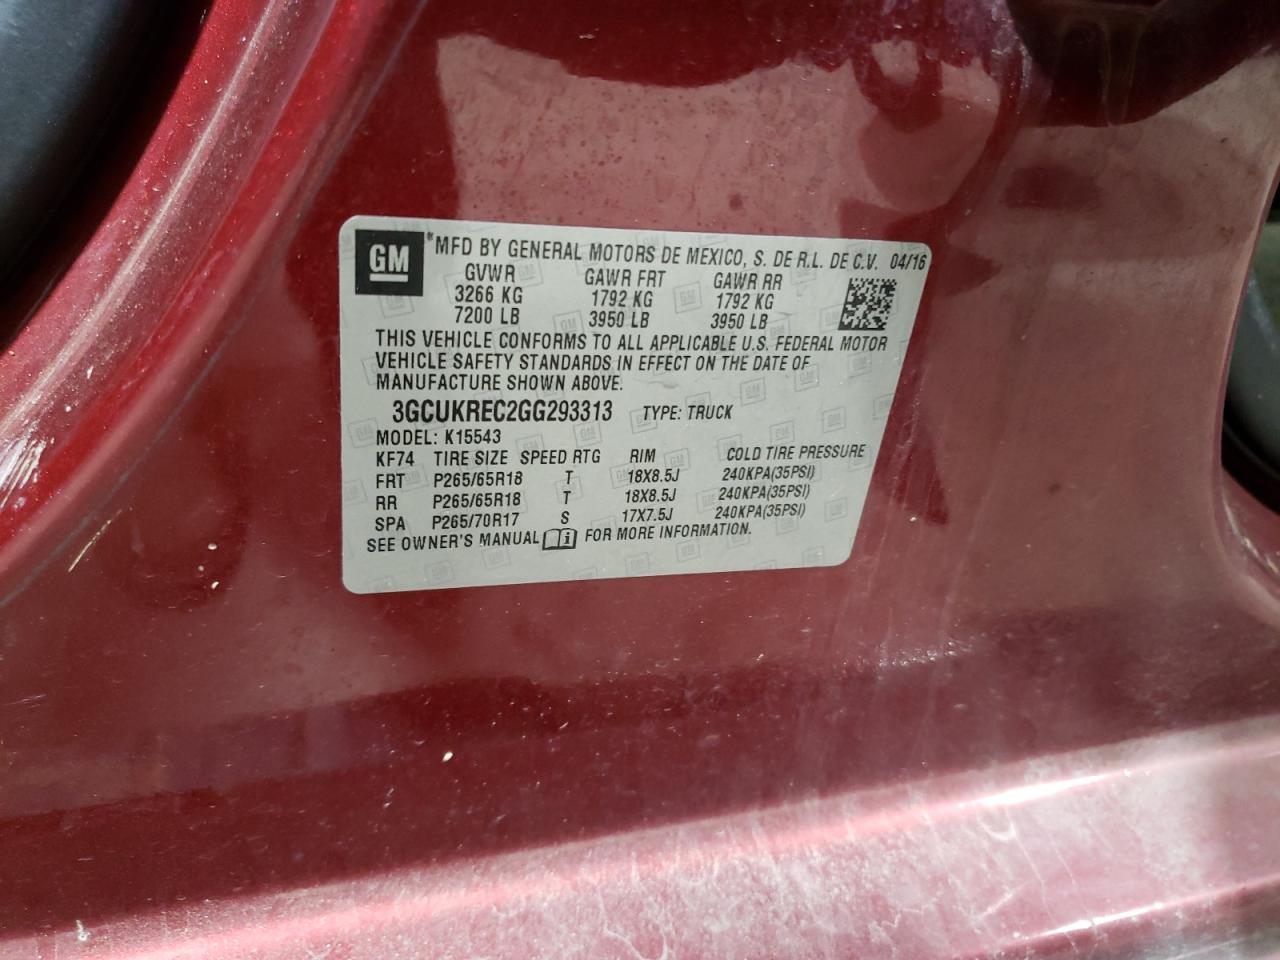 GM ®MFD BY GENERAL MOTORS DE MEXICO, S. DE R.L. DE C.V. 04/16
GVWR GAWR FRT GAWR RR
3266 KG 1792 KG 1792 KG
7200 LB 3950 LB 3950 LB
THIS VEHICLE CONFORMS TO ALL APPLICABLE U.S. FEDERAL MOTOR
VEHICLE SAFETY STANDARDS IN EFFECT ON THE DATE OF
MANUFACTURE SHOWN ABOVE.
3GCUKREC2GG293313 TYPE: TRUCK
MODEL: K15543
KF74 TIRE SIZE SPEED RTG RIM COLD TIRE PRESSURE
FRT P265/65R18 T 18X8.5J 240KPA(35PSI)
RR P265/65R18 T 18X8.5J 240KPA(35PSI)
SPA P265/70R17 S 17X7.5J 240KPA(35PSI)
SEE OWNER'S MANUAL i FOR MORE INFORMATION.